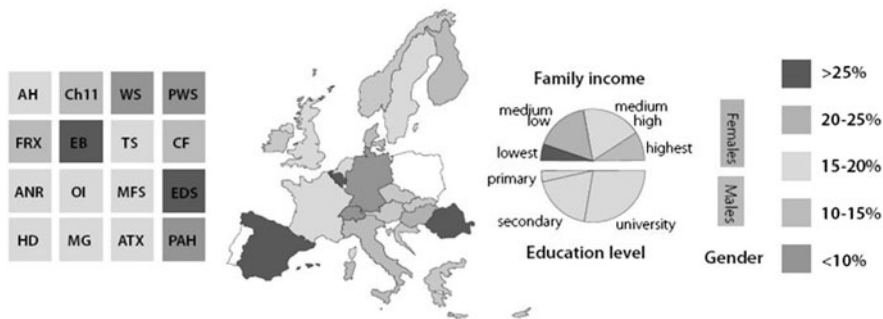 AH Ch11 WS PWS
FRX EB TS CF
ANR OI MFS EDS
HD MG ATX PAH
Family income
medium low
medium high
lowest
highest
primary
secondary
university
Education level
Females
Males
Gender
>25%
20-25%
15-20%
10-15%
<10%